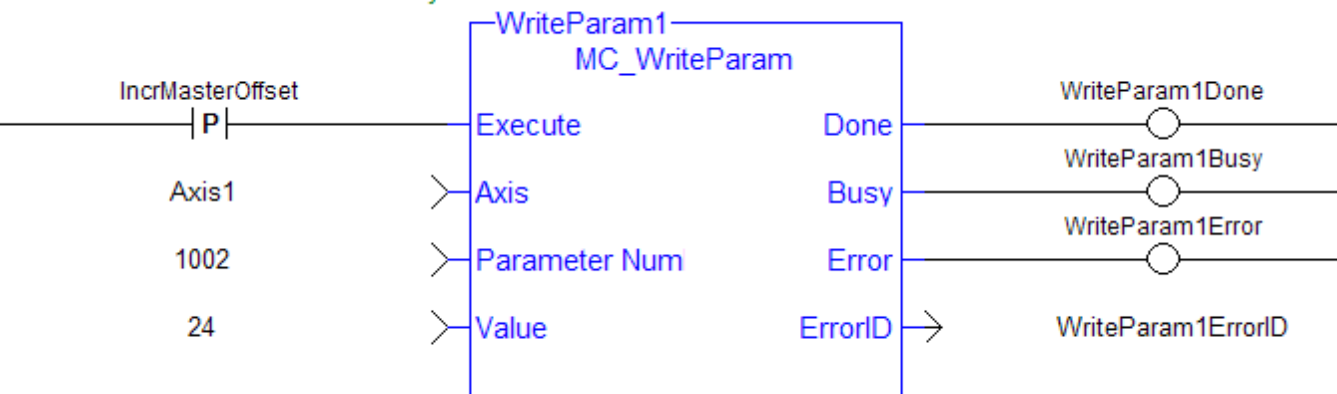 WriteParam1
MC_WriteParam
IncrMasterOffset
P
Execute
Done
WriteParam1Done
Axis1
Axis
Busy
WriteParam1Busy
1002
Parameter Num
Error
WriteParam1Error
24
Value
ErrorID
WriteParam1ErrorID